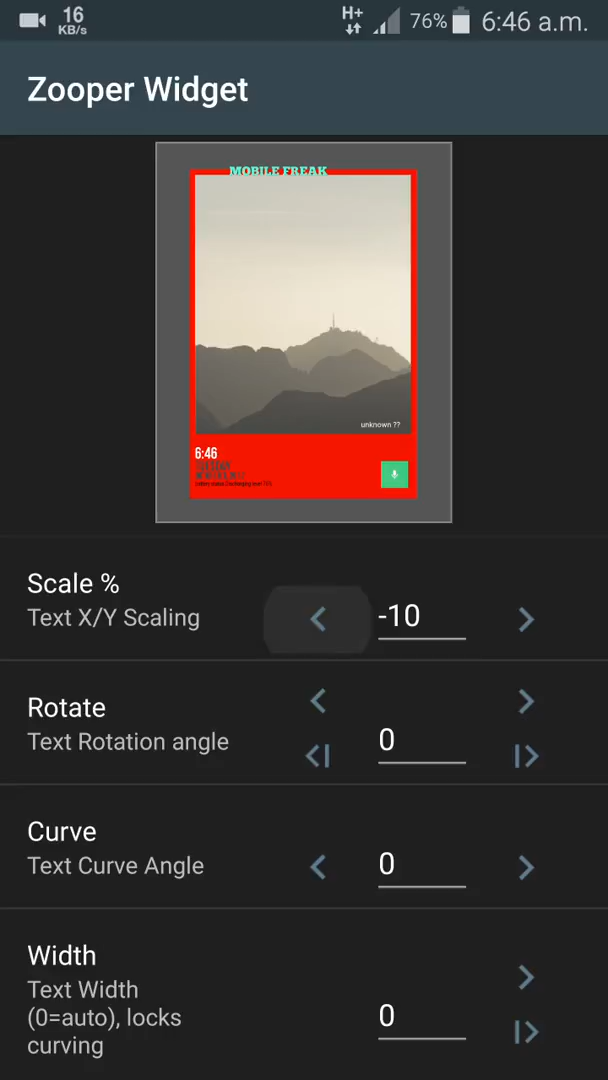 16
KB/s
H+
76%
6:46 a.m.
Zooper Widget
MOBILE FREAK
unknown ??
6:46
TUESDAY
Scale %
Text X/Y Scaling
-10
Rotate
Text Rotation angle
0
Curve
Text Curve Angle
0
Width
Text Width
(0=auto), locks
curving
0